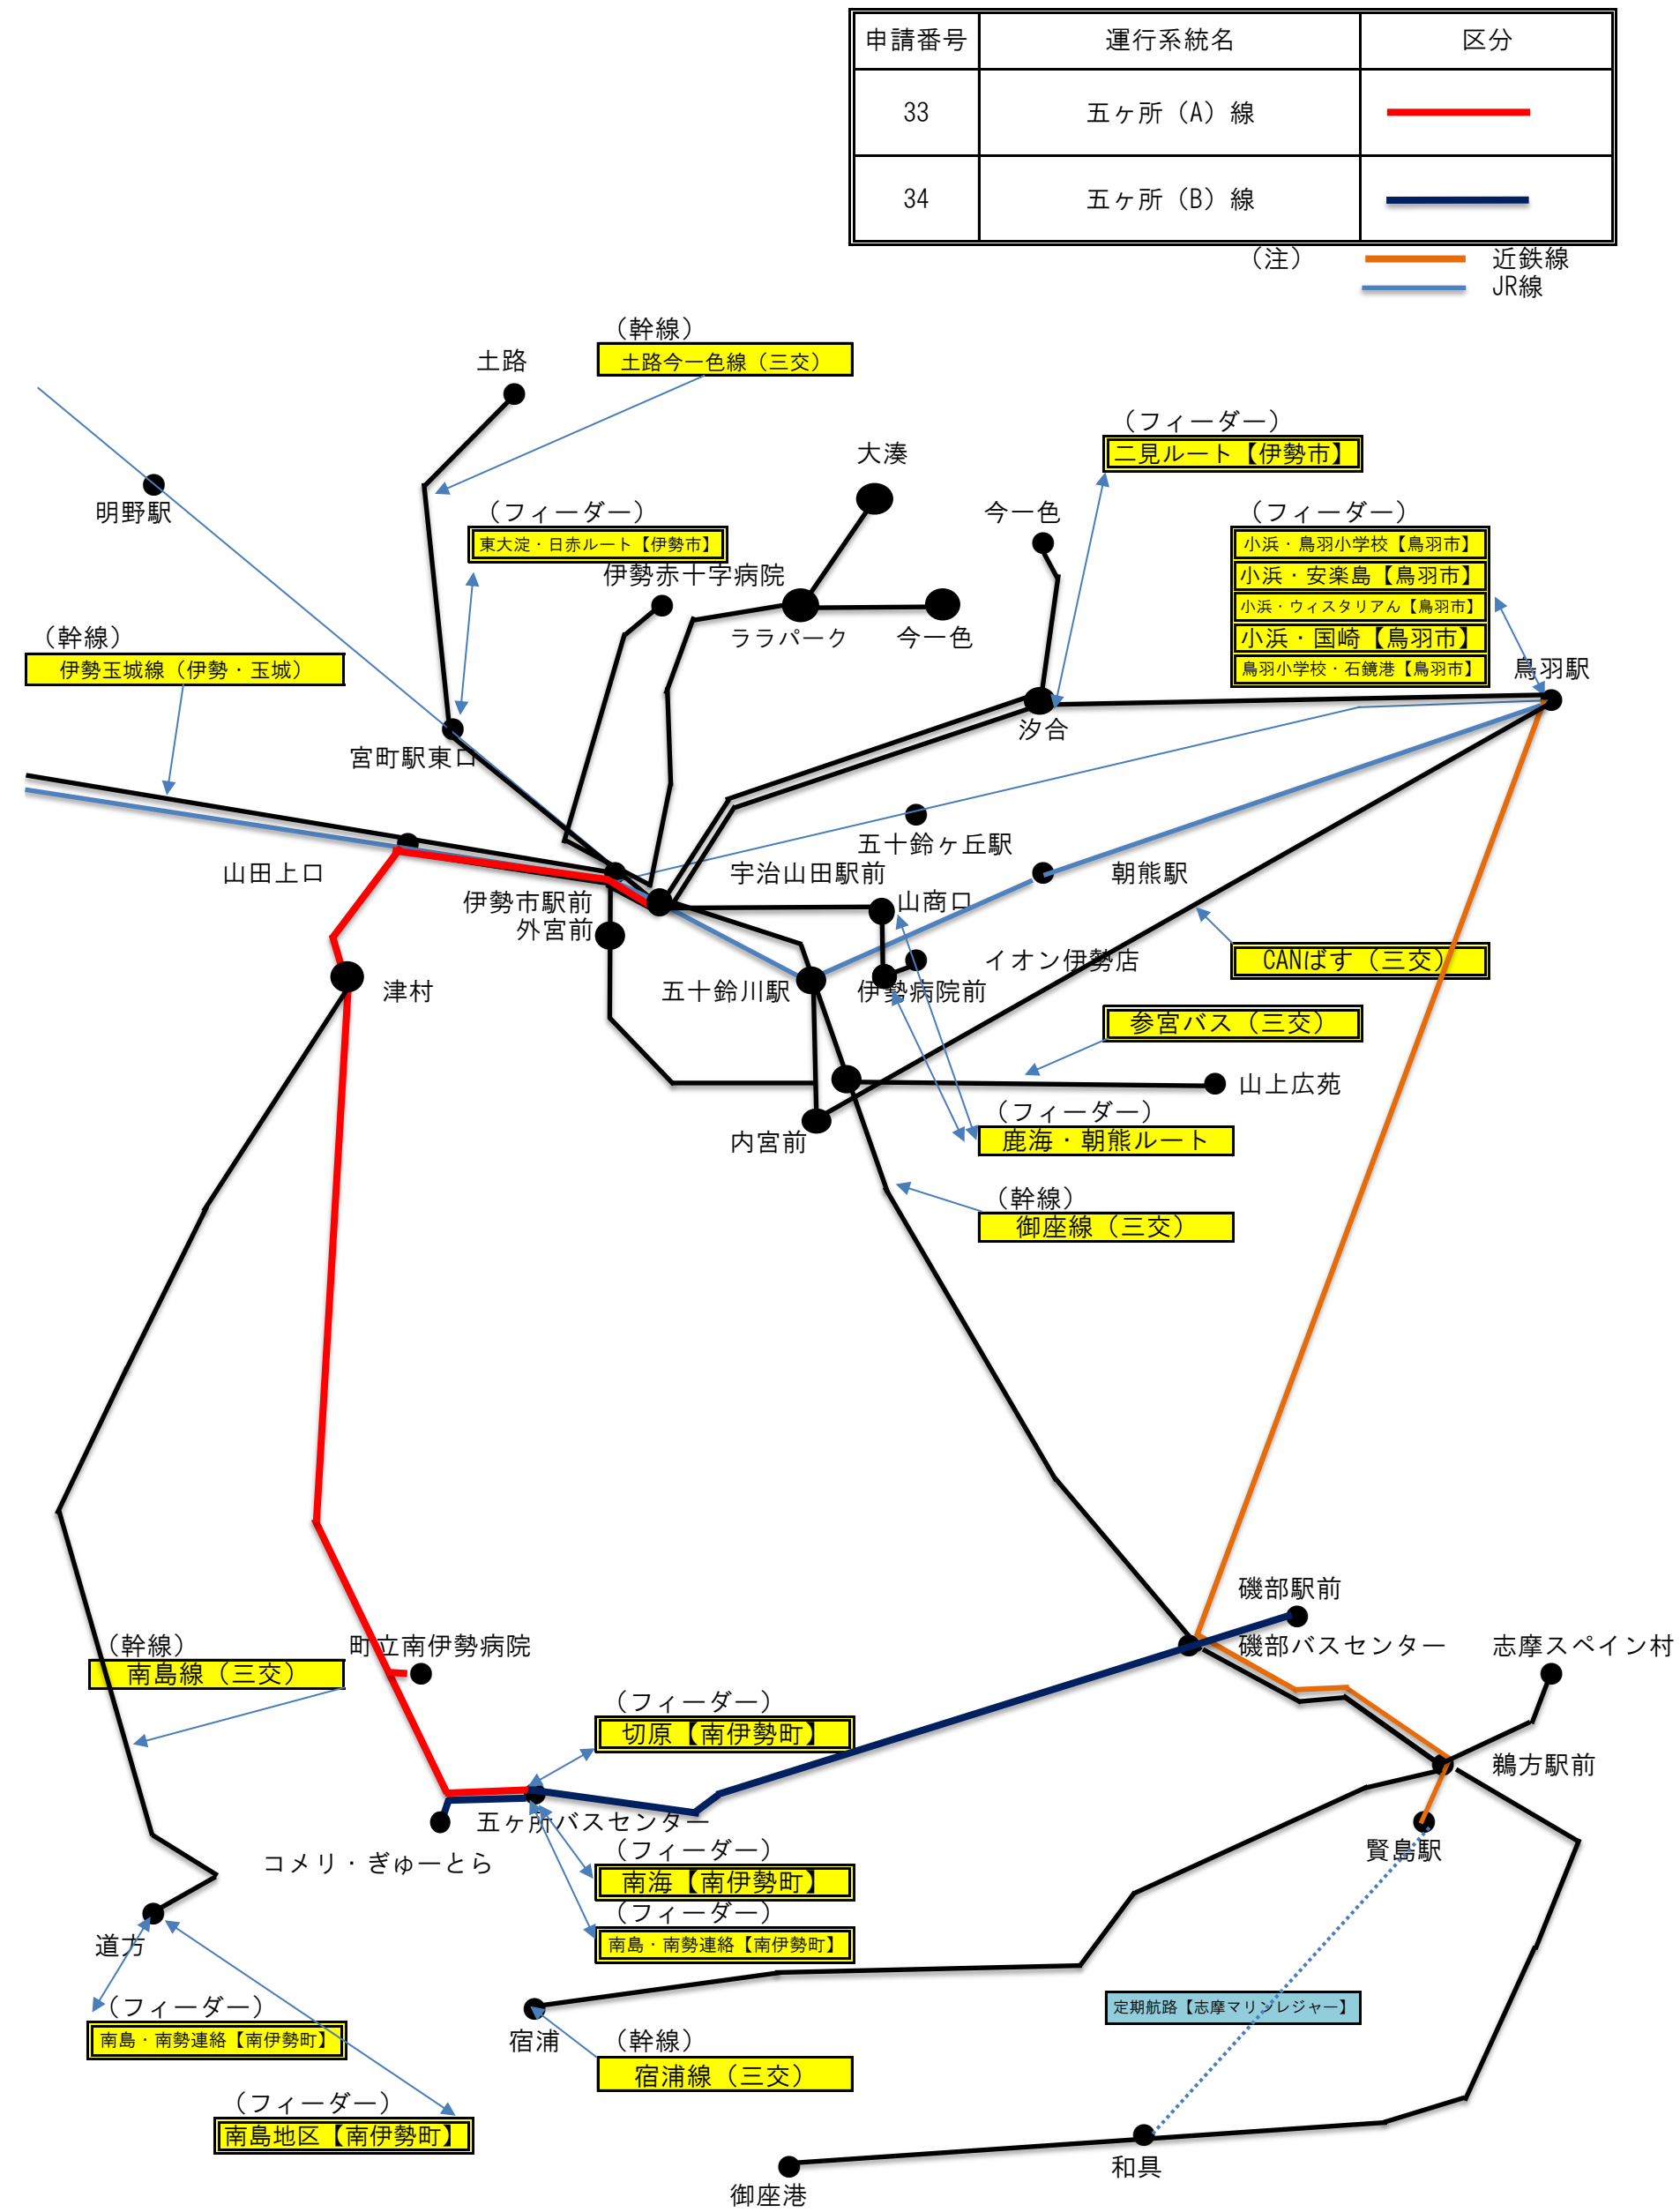 申請番号 運行系統名 区分
33 五ヶ所（A）線
34 五ヶ所（B）線
（注） 近鉄線
JR線
（幹線）
土路今一色線（三交）
土路
（フィーダー）
二見ルート【伊勢市】
大湊
明野駅
（フィーダー）
東大淀・日赤ルート【伊勢市】
今一色
（フィーダー）
小浜・鳥羽小学校【鳥羽市】
小浜・安楽島【鳥羽市】
小浜・ウィスタリアん【鳥羽市】
小浜・国崎【鳥羽市】
鳥羽小学校・石鏡港【鳥羽市】
伊勢赤十字病院
ララパーク
今一色
（幹線）
伊勢玉城線（伊勢・玉城）
鳥羽駅
汐合
宮町駅東口
五十鈴ヶ丘駅
山田上口
宇治山田駅前
朝熊駅
伊勢市駅前
外宮前
山商口
イオン伊勢店
CANばす（三交）
津村
五十鈴川駅
伊勢病院前
参宮バス（三交）
山上広苑
内宮前
（フィーダー）
鹿海・朝熊ルート
（幹線）
御座線（三交）
磯部駅前
磯部バスセンター
志摩スペイン村
（幹線）
南島線（三交）
町立南伊勢病院
（フィーダー）
切原【南伊勢町】
鵜方駅前
五ヶ所バスセンター
コメリ・ぎゅーとら
賢島駅
（フィーダー）
南海【南伊勢町】
（フィーダー）
南島・南勢連絡【南伊勢町】
道方
（フィーダー）
南島・南勢連絡【南伊勢町】
定期航路【志摩マリンレジャー】
宿浦
（幹線）
宿浦線（三交）
（フィーダー）
南島地区【南伊勢町】
和具
御座港